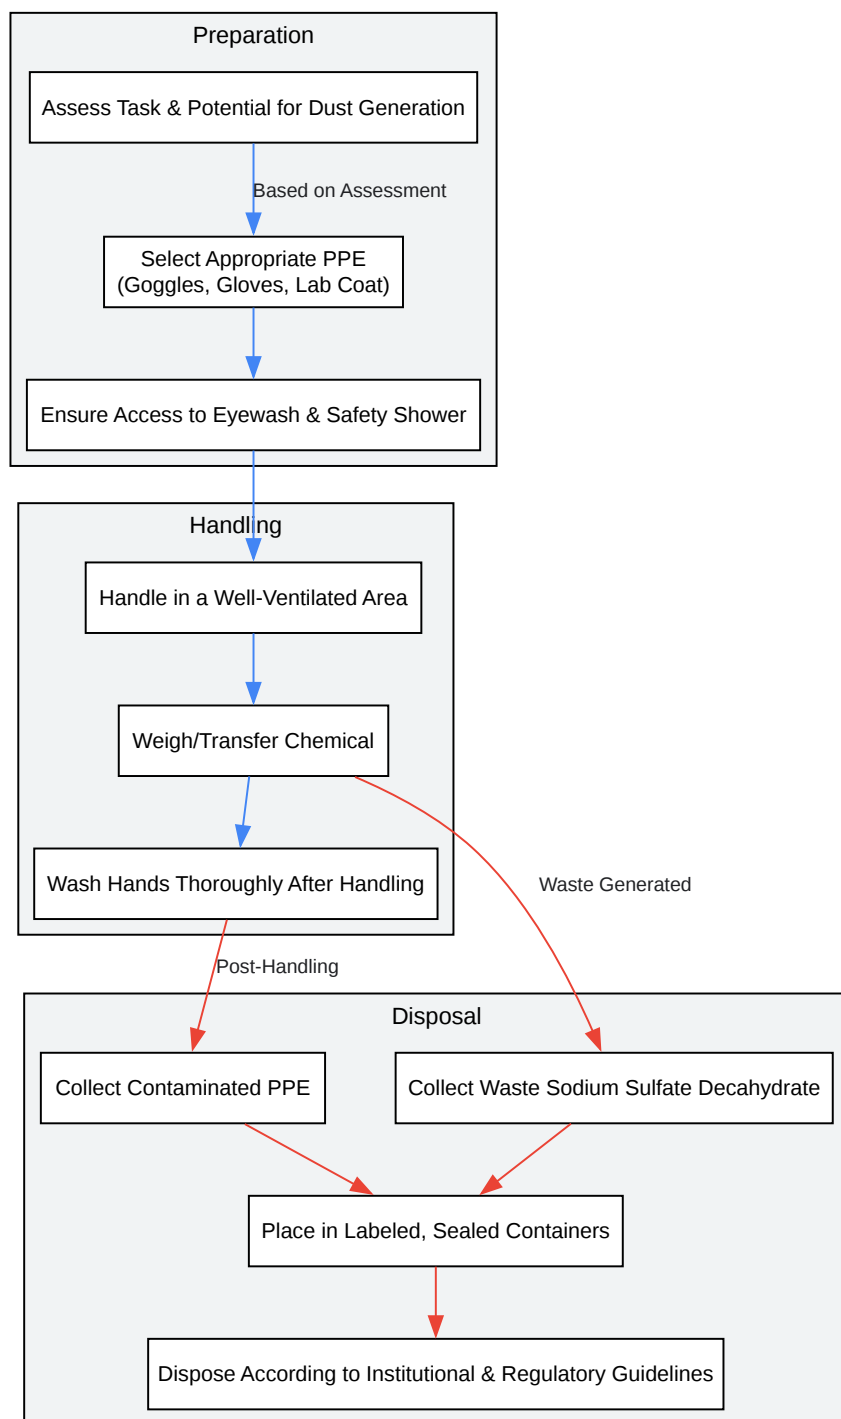 Preparation
Assess Task & Potential for Dust Generation
Based on Assessment
Select Appropriate PPE
(Goggles, Gloves, Lab Coat)
Ensure Access to Eyewash & Safety Shower
Handling
Handle in a Well-Ventilated Area
Weigh/Transfer Chemical
Wash Hands Thoroughly After Handling
Waste Generated
Post-Handling
Disposal
Collect Contaminated PPE
Collect Waste Sodium Sulfate Decahydrate
Place in Labeled, Sealed Containers
Dispose According to Institutional & Regulatory Guidelines